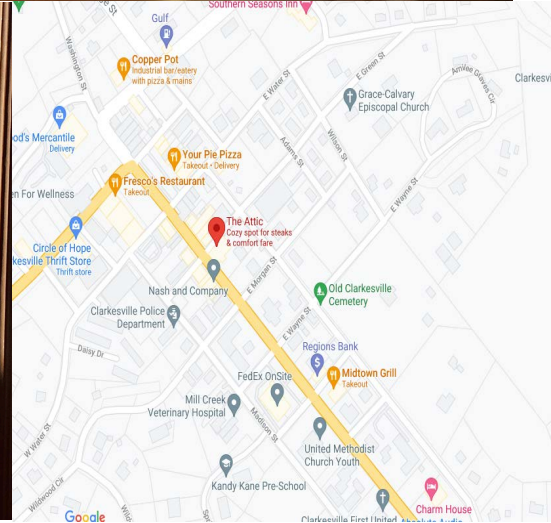 Southern Seasons Inn
Gulf
Washington St
Copper Pot
Industrial bar/eatery
with pizza & mains
E Water St
E Green St
Amilee Graves Cir
Clarkesvi
Grace-Calvary
Episcopal Church
od's Mercantile
Delivery
Adams St
Wilson St
Your Pie Pizza
Takeout • Delivery
Fresco's Restaurant
Takeout
en For Wellness
E Wayne St
The Attic
Cozy spot for steaks
& comfort fare
Circle of Hope
kesville Thrift Store
Thrift store
E Morgan St
Nash and Company
Old Clarkesville
Cemetery
Clarkesville Police
Department
E Wayne St
Daisy Dr
Regions Bank
FedEx OnSite
Midtown Grill
Takeout
Mill Creek
Veterinary Hospital
Madison St
W Water St
United Methodist
Church Youth
Kandy Kane Pre-School
Wildwood Cir
Charm House
Google
Clarkesville First United
Absolute Audio